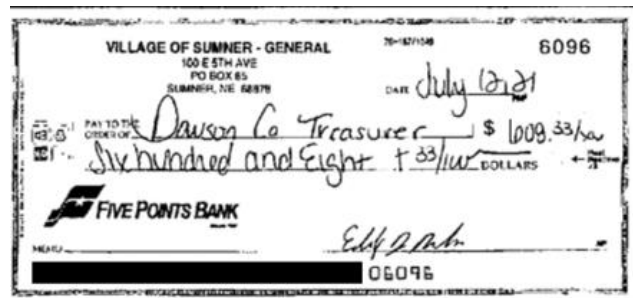 VILLAGE OF SUMNER - GENERAL
6096
100 E 5TH AVE
PO BOX 85
SUMNER, NE 68878
DATE July 12, 21
PAY TO THE ORDER OF Dawson Co Treasurer $ 608.33/100
Six hundred and Eight + 33/100 DOLLARS
FIVE POINTS BANK
MEMO
06096